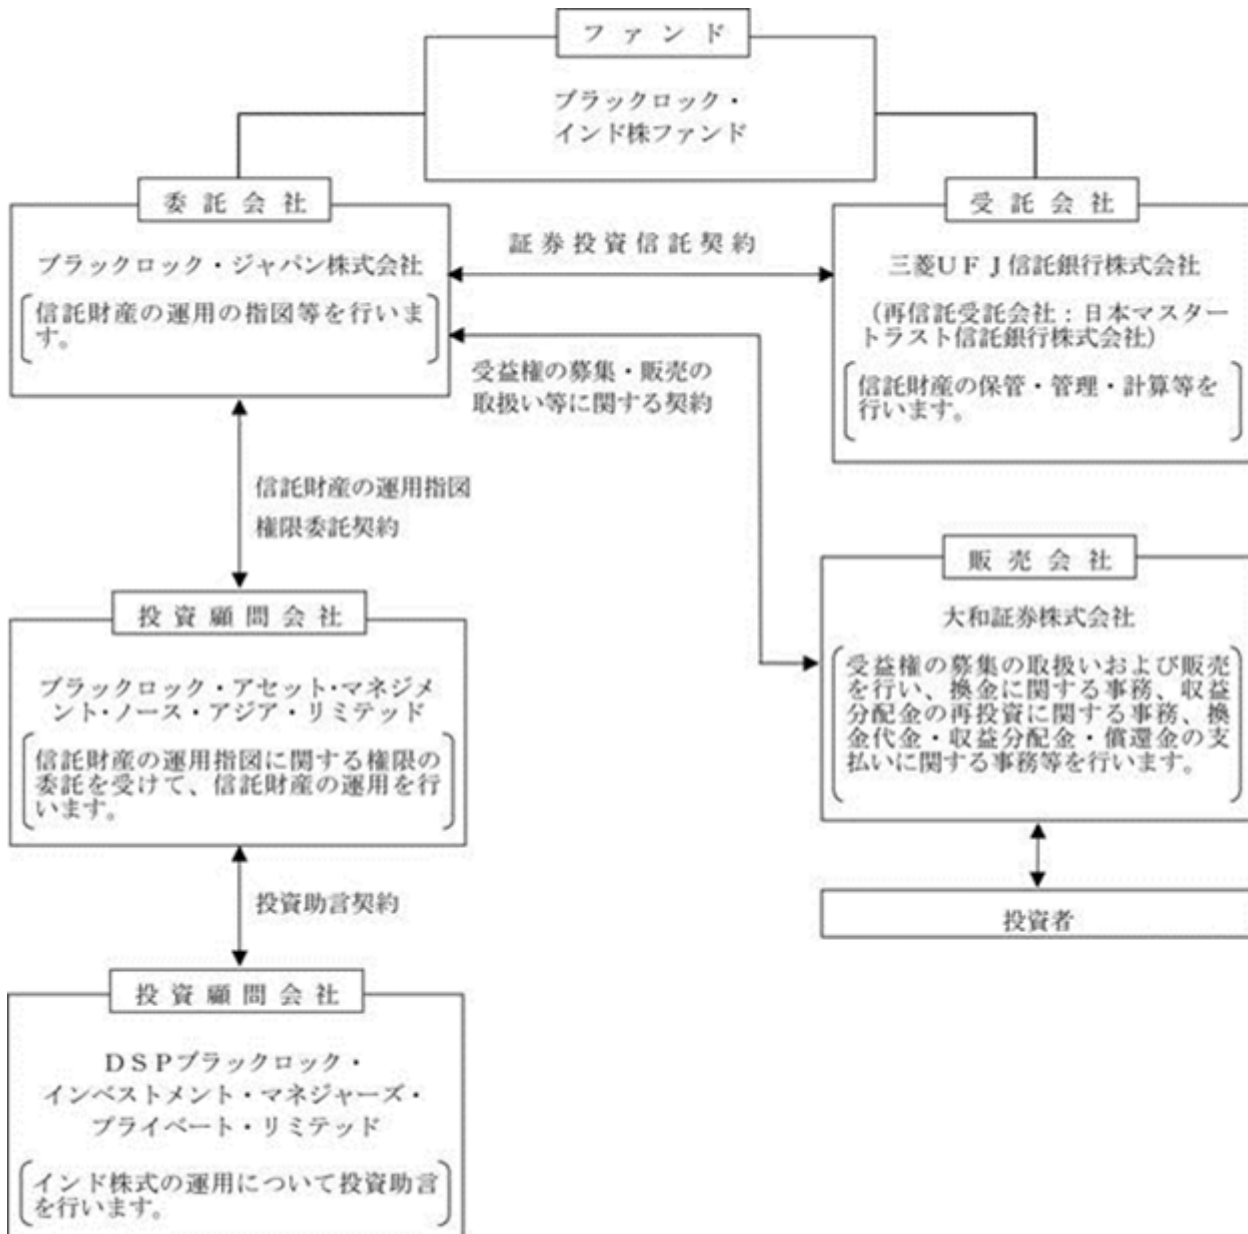 ファンド
ブラックロック・
インド株ファンド
委託会社
ブラックロック・ジャパン株式会社
信託財産の運用の指図等を行いま
す。
証券投資信託契約
受託会社
三菱ＵＦＪ信託銀行株式会社
（再信託受託会社：日本マスター
トラスト信託銀行株式会社）
信託財産の保管・管理・計算等を
行います。
受益権の募集・販売の
取扱い等に関する契約
信託財産の運用指図
権限委託契約
販売会社
大和証券株式会社
受益権の募集の取扱いおよび販売
を行い、換金に関する事務、収益
分配金の再投資に関する事務、換
金代金・収益分配金・償還金の支
払いに関する事務等を行います。
投資者
投資顧問会社
ブラックロック・アセット・マネジメ
ント・ノース・アジア・リミテッド
信託財産の運用指図に関する権限の
委託を受けて、信託財産の運用を行
います。
投資助言契約
投資顧問会社
ＤＳＰブラックロック・
インベストメント・マネジャーズ・
プライベート・リミテッド
インド株式の運用について投資助言
を行います。